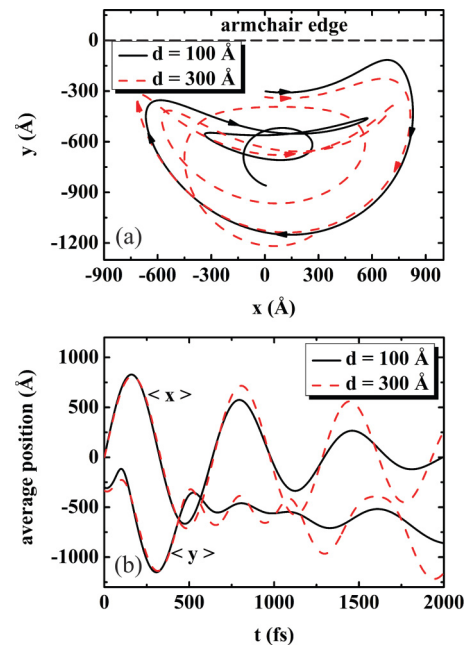 armchair edge
0
d = 100 Å
d = 300 Å
-300
-600
-900
-1200
y (Å)
(a)
-900 -600 -300 0 300 600 900
x (Å)
1000
500
0
-500
-1000
average position (Å)
d = 100 Å
d = 300 Å
< x >
< y >
(b)
0 500 1000 1500 2000
t (fs)